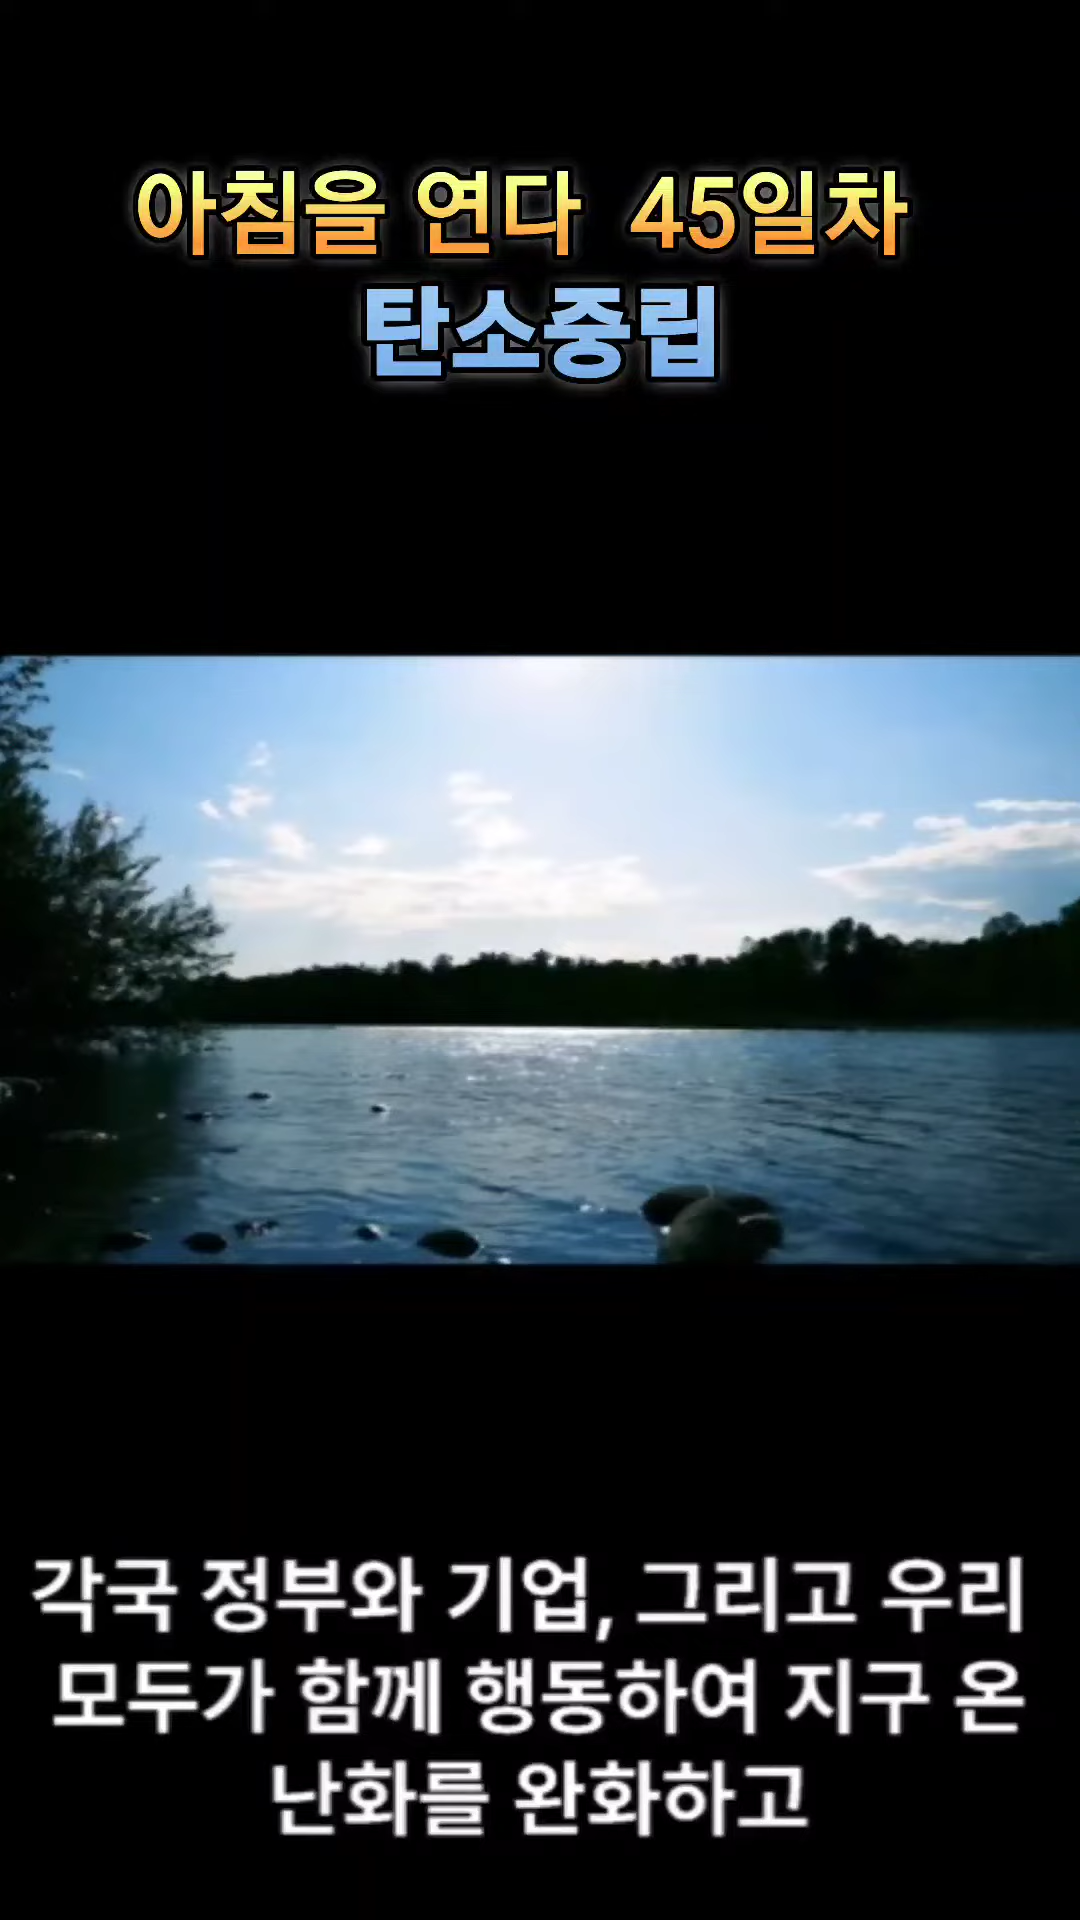 아침을 연다 45일차
탄소중립
각국 정부와 기업, 그리고 우리
모두가 함께 행동하여 지구 온
난화를 완화하고